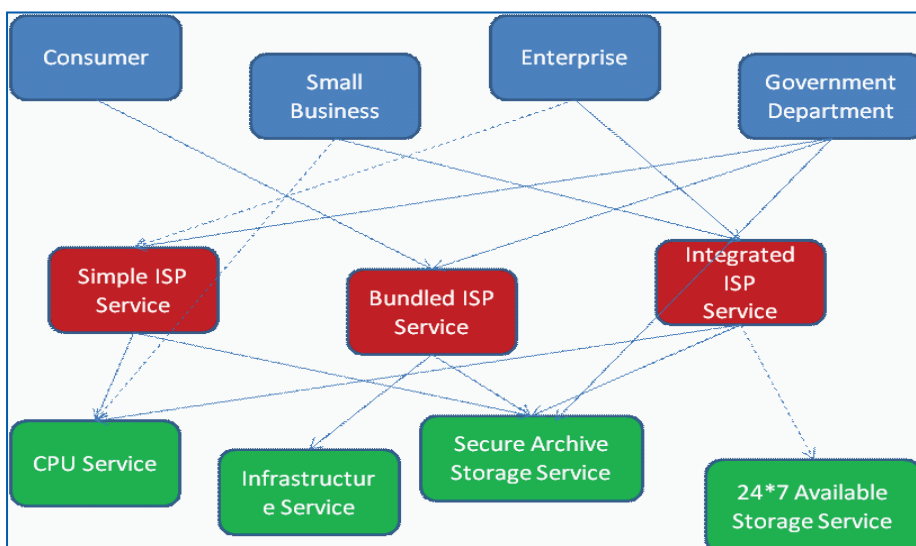 Consumer
Small
Business
Enterprise
Government
Department
Simple ISP
Service
Bundled ISP
Service
Integrated
ISP
Service
CPU Service
Infrastructur
e Service
Secure Archive
Storage Service
24*7 Available
Storage Service